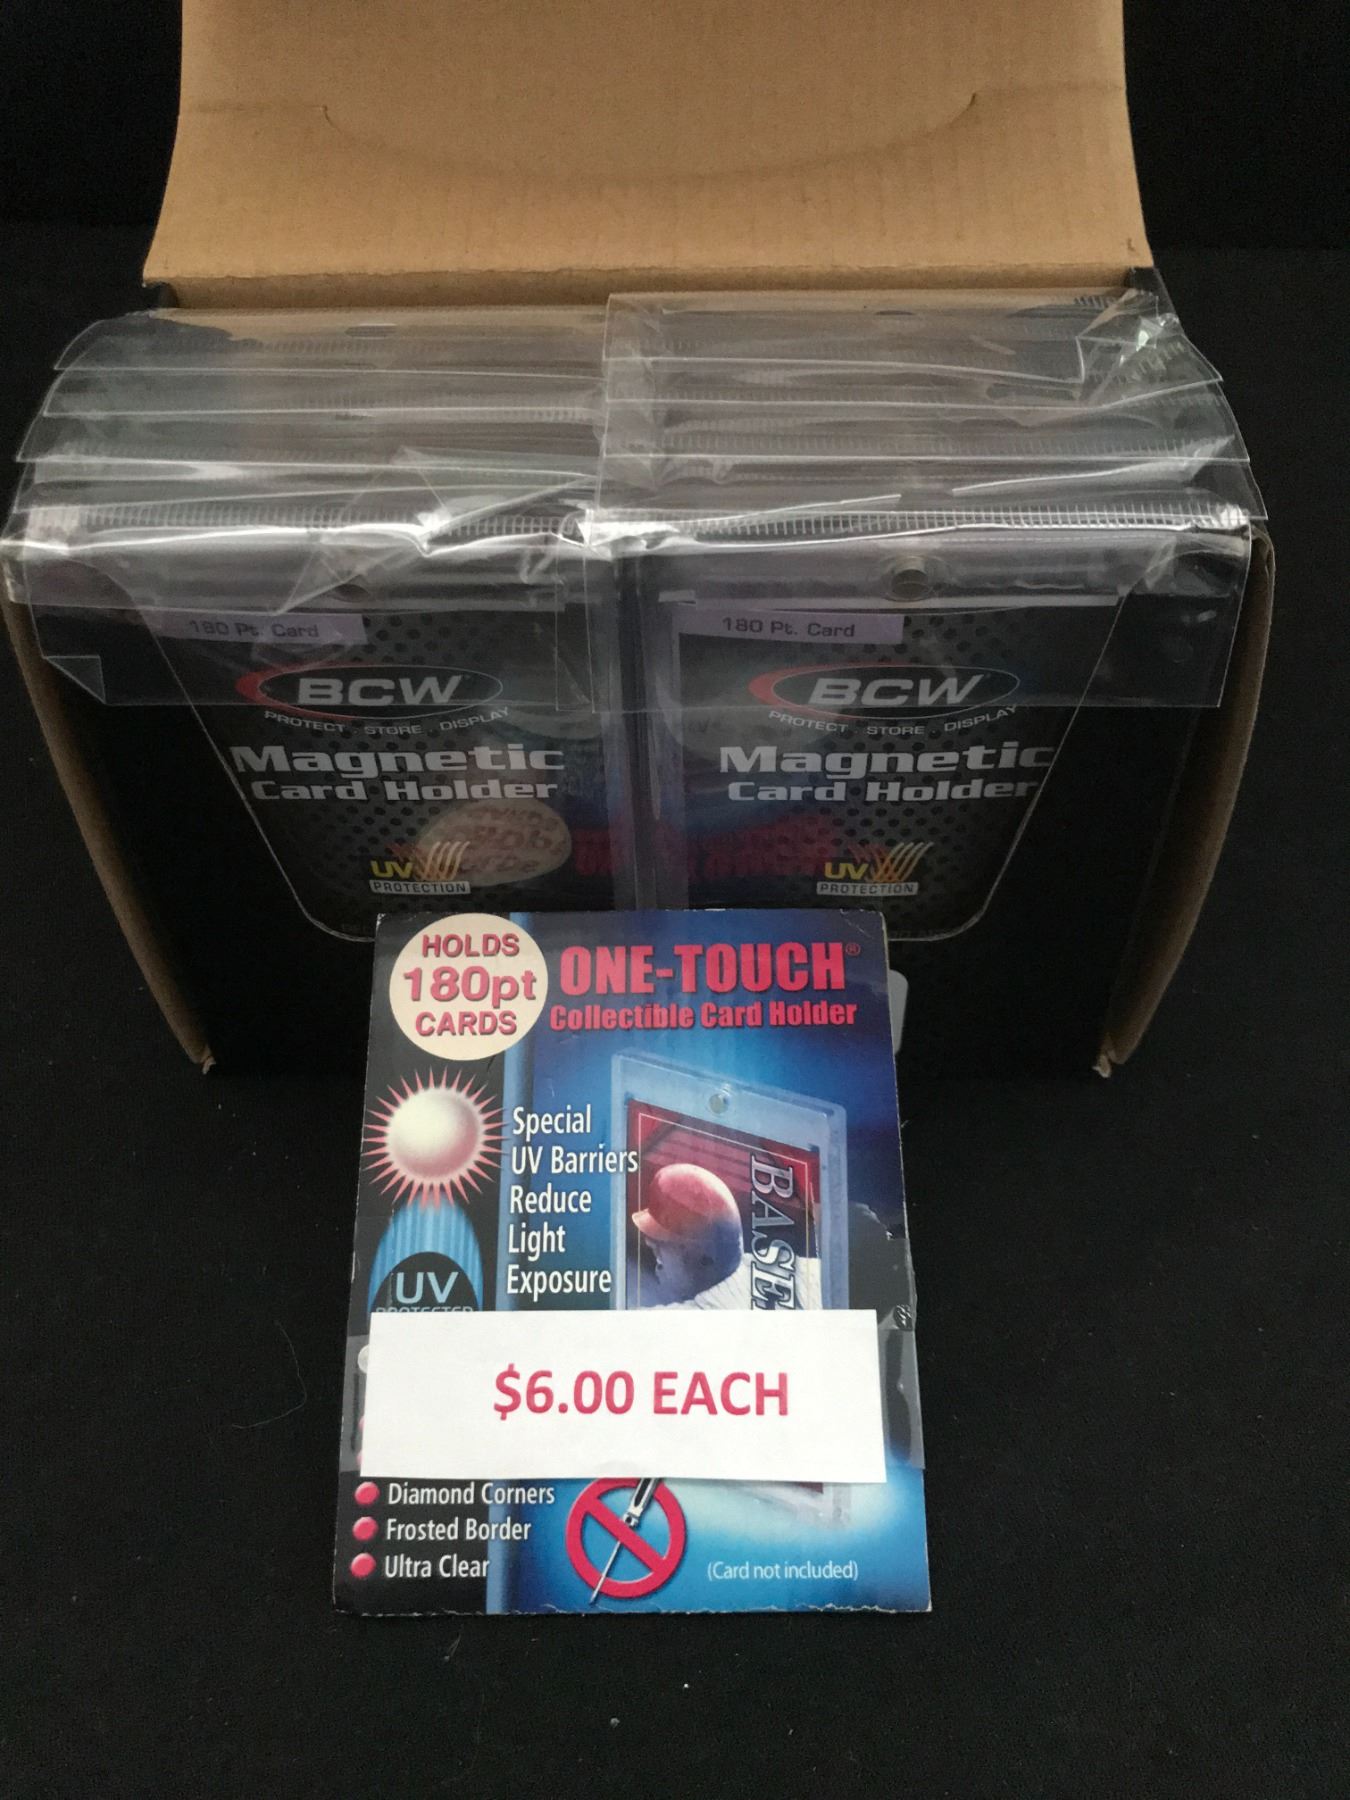 180 Pt. Card
BCW
PROTECT . STORE . DISPLAY
Magnetic
Card Holder
UV
PROTECTION
180 Pt. Card
BCW
PROTECT . STORE . DISPLAY
Magnetic
Card Holder
UV
PROTECTION
HOLDS
180pt
CARDS
ONE-TOUCH®
Collectible Card Holder
Special
UV Barriers
Reduce
Light
Exposure
UV
PROTECTED
BASE
$6.00 EACH
Diamond Corners
Frosted Border
Ultra Clear
(Card not included)